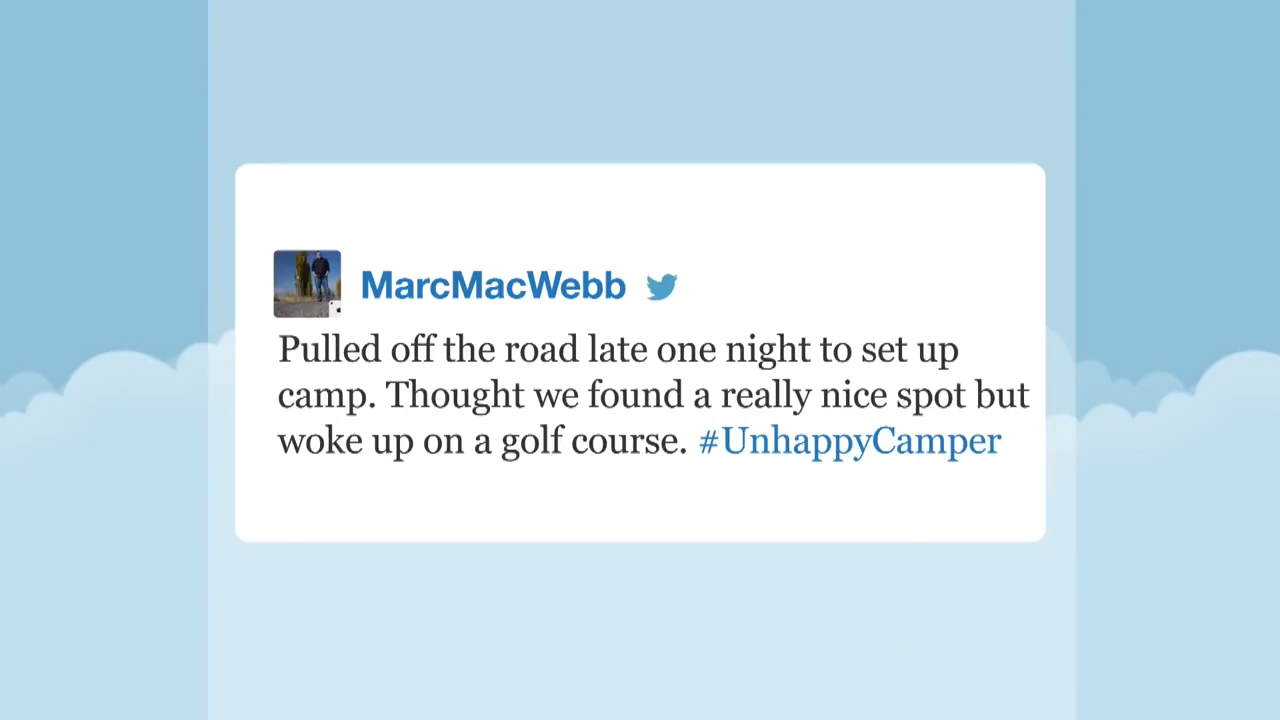 MarcMacWebb
Pulled off the road late one night to set up
camp. Thought we found a really nice spot but
woke up on a golf course. #UnhappyCamper